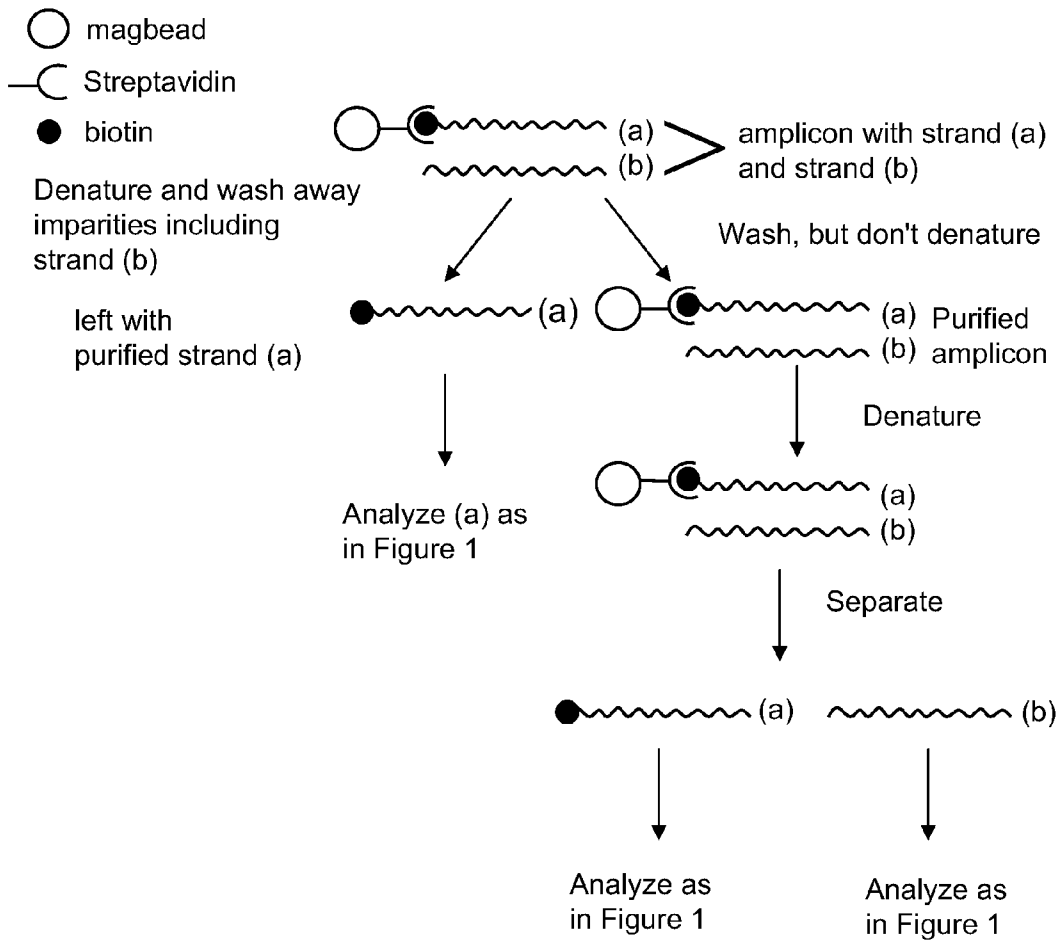 magbead
Streptavidin
biotin
(a)
(b)
amplicon with strand (a)
and strand (b)
Denature and wash away
imparities including
strand (b)
Wash, but don't denature
left with
purified strand (a)
(a)
(a) Purified
(b) amplicon
Denature
(a)
(b)
Analyze (a) as
in Figure 1
Separate
(a)
(b)
Analyze as
in Figure 1
Analyze as
in Figure 1